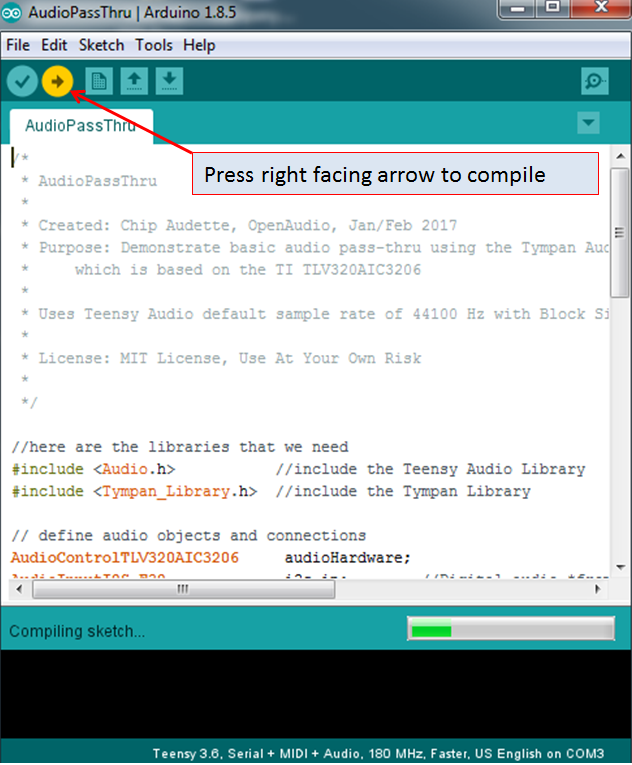 AudioPassThru | Arduino 1.8.5
File Edit Sketch Tools Help
AudioPassThru
Press right facing arrow to compile
/*
* AudioPassThru
*
* Created: Chip Audette, OpenAudio, Jan/Feb 2017
* Purpose: Demonstrate basic audio pass-thru using the Tympan Aud
* which is based on the TI TLV320AIC3206
*
* Uses Teensy Audio default sample rate of 44100 Hz with Block Si
*
* License: MIT License, Use At Your Own Risk
*
*/
//here are the libraries that we need
#include <Audio.h> //include the Teensy Audio Library
#include <Tympan_Library.h> //include the Tympan Library
// define audio objects and connections
AudioControlTLV320AIC3206 audioHardware;
Compiling sketch...
Teensy 3.6, Serial + MIDI + Audio, 180 MHz, Faster, US English on COM3